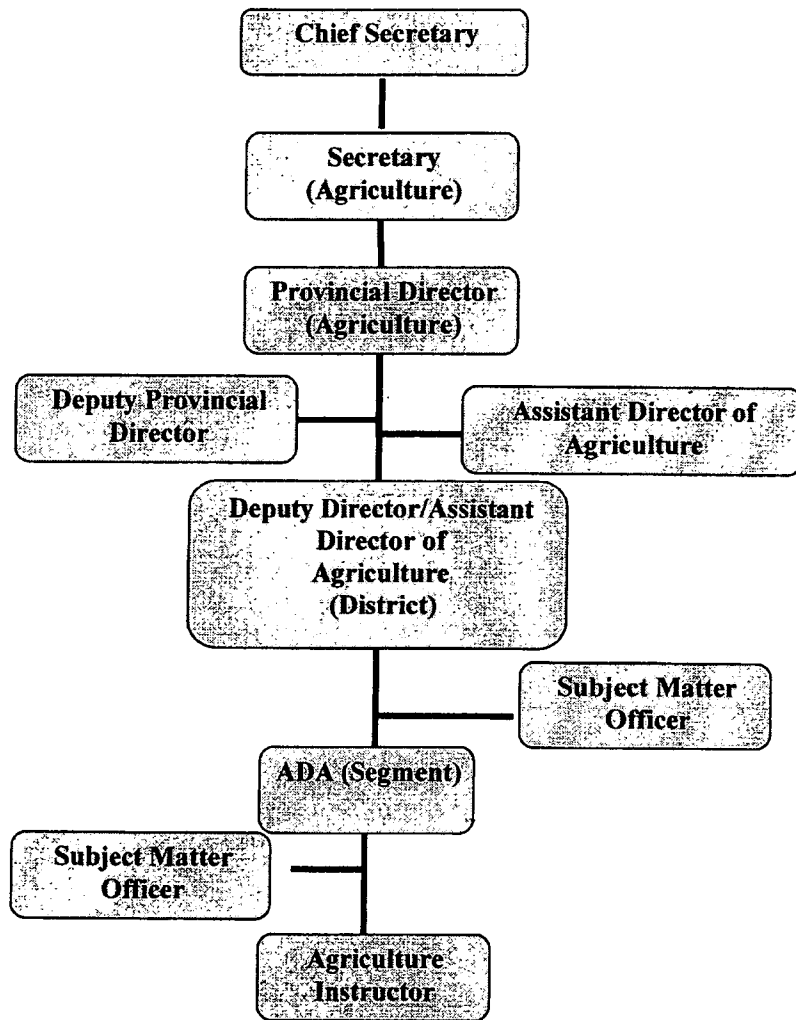 Chief Secretary
Secretary
(Agriculture)
Provincial Director
(Agriculture)
Deputy Provincial
Director
Assistant Director of
Agriculture
Deputy Director/Assistant
Director of
Agriculture
(District)
Subject Matter
Officer
ADA (Segment)
Subject Matter
Officer
Agriculture
Instructor